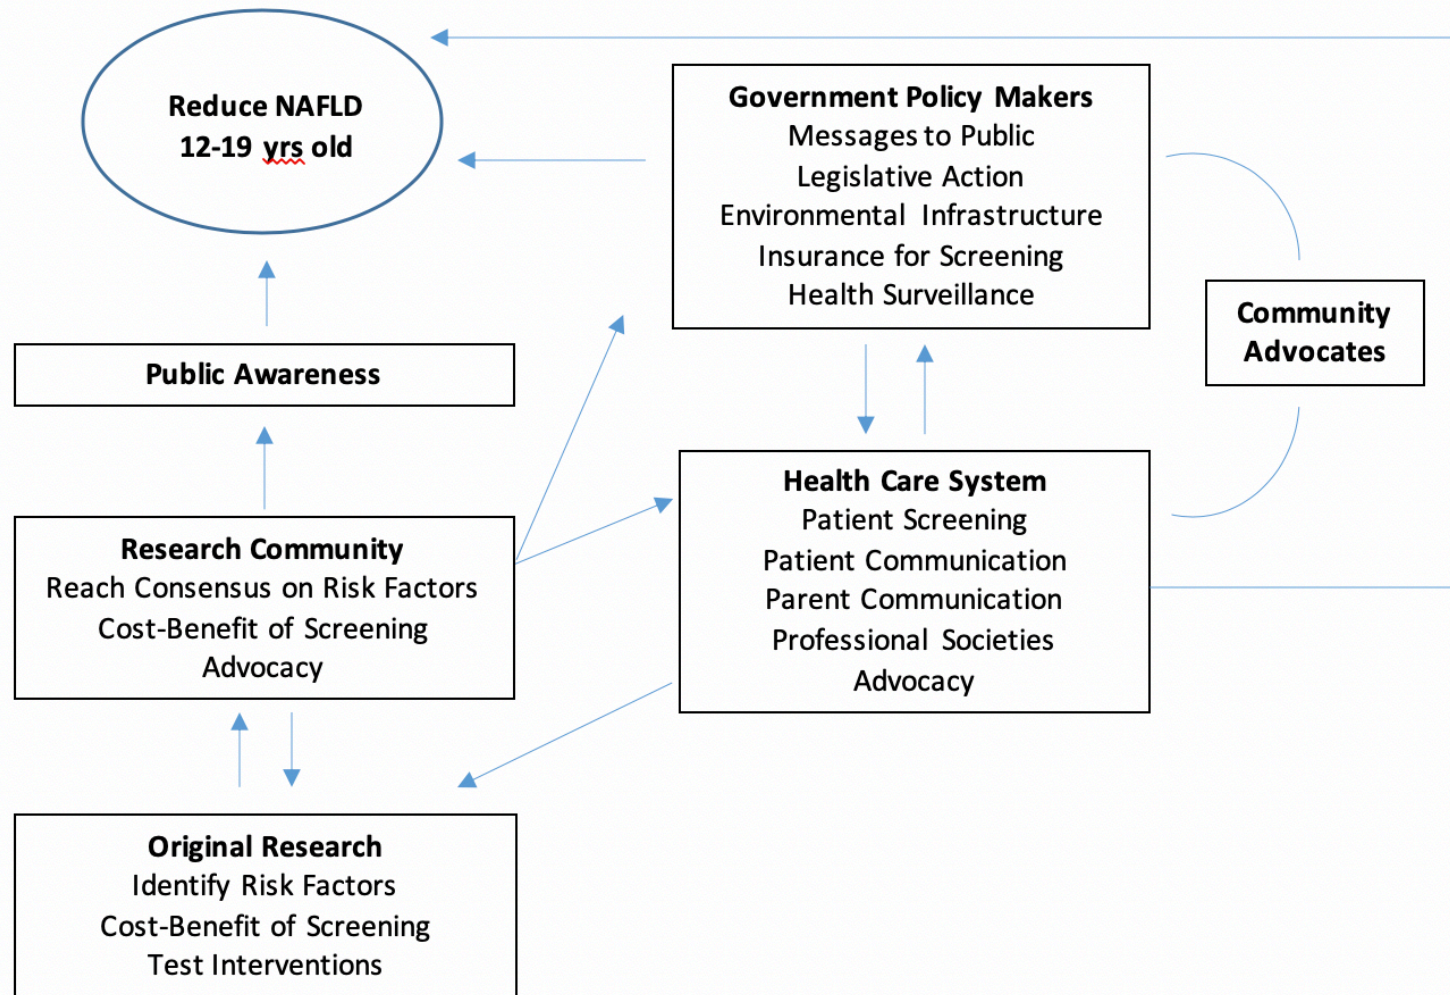 Reduce NAFLD
12-19 yrs old
Government Policy Makers
Messages to Public
Legislative Action
Environmental Infrastructure
Insurance for Screening
Health Surveillance
Community
Advocates
Public Awareness
Health Care System
Patient Screening
Patient Communication
Parent Communication
Professional Societies
Advocacy
Research Community
Reach Consensus on Risk Factors
Cost-Benefit of Screening
Advocacy
Original Research
Identify Risk Factors
Cost-Benefit of Screening
Test Interventions